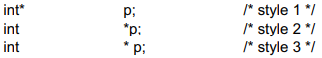 int* p; /* style 1 */
int *p; /* style 2 */
int * p; /* style 3 */